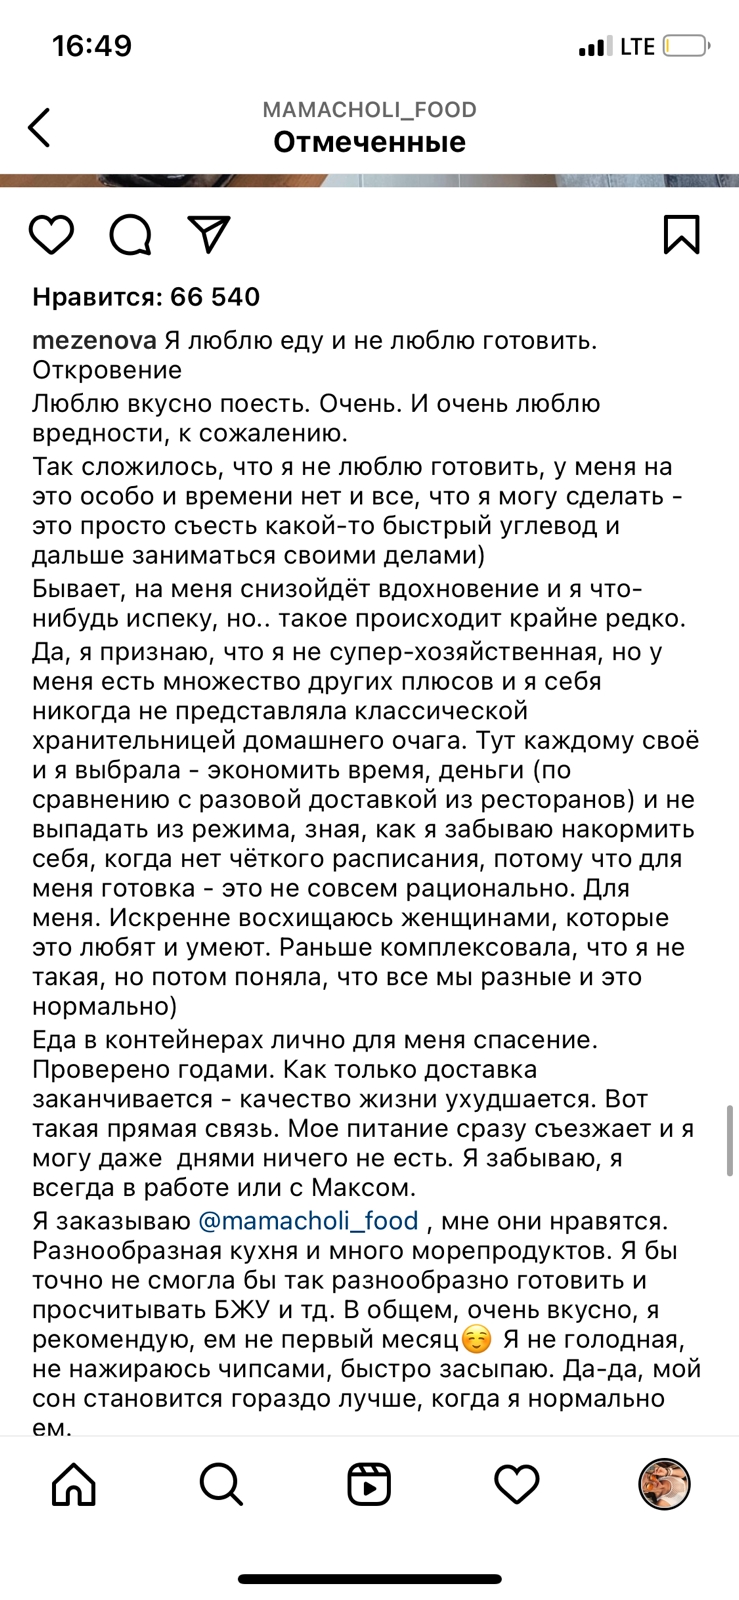 16:49
LTE
MAMACHOLI_FOOD
Отмеченные
Нравится: 66 540
mezenova Я люблю еду и не люблю готовить.
Откровение
Люблю вкусно поесть. Очень. И очень люблю
вредности, к сожалению.
Так сложилось, что я не люблю готовить, у меня на
это особо и времени нет и все, что я могу сделать -
это просто съесть какой-то быстрый углевод и
дальше заниматься своими делами)
Бывает, на меня снизойдёт вдохновение и я что-
нибудь испеку, но.. такое происходит крайне редко.
Да, я признаю, что я не супер-хозяйственная, но у
меня есть множество других плюсов и я себя
никогда не представляла классической
хранительницей домашнего очага. Тут каждому своё
и я выбрала - экономить время, деньги (по
сравнению с разовой доставкой из ресторанов) и не
выпадать из режима, зная, как я забываю накормить
себя, когда нет чёткого расписания, потому что для
меня готовка - это не совсем рационально. Для
меня. Искренне восхищаюсь женщинами, которые
это любят и умеют. Раньше комплексовала, что я не
такая, но потом поняла, что все мы разные и это
нормально)
Еда в контейнерах лично для меня спасение.
Проверено годами. Как только доставка
заканчивается - качество жизни ухудшается. Вот
такая прямая связь. Мое питание сразу съезжает и я
могу даже  днями ничего не есть. Я забываю, я
всегда в работе или с Максом.
Я заказываю @mamacholi_food , мне они нравятся.
Разнообразная кухня и много морепродуктов. Я бы
точно не смогла бы так разнообразно готовить и
просчитывать БЖУ и тд. В общем, очень вкусно, я
рекомендую, ем не первый месяц☺️ Я не голодная,
не нажираюсь чипсами, быстро засыпаю. Да-да, мой
сон становится гораздо лучше, когда я нормально
ем.